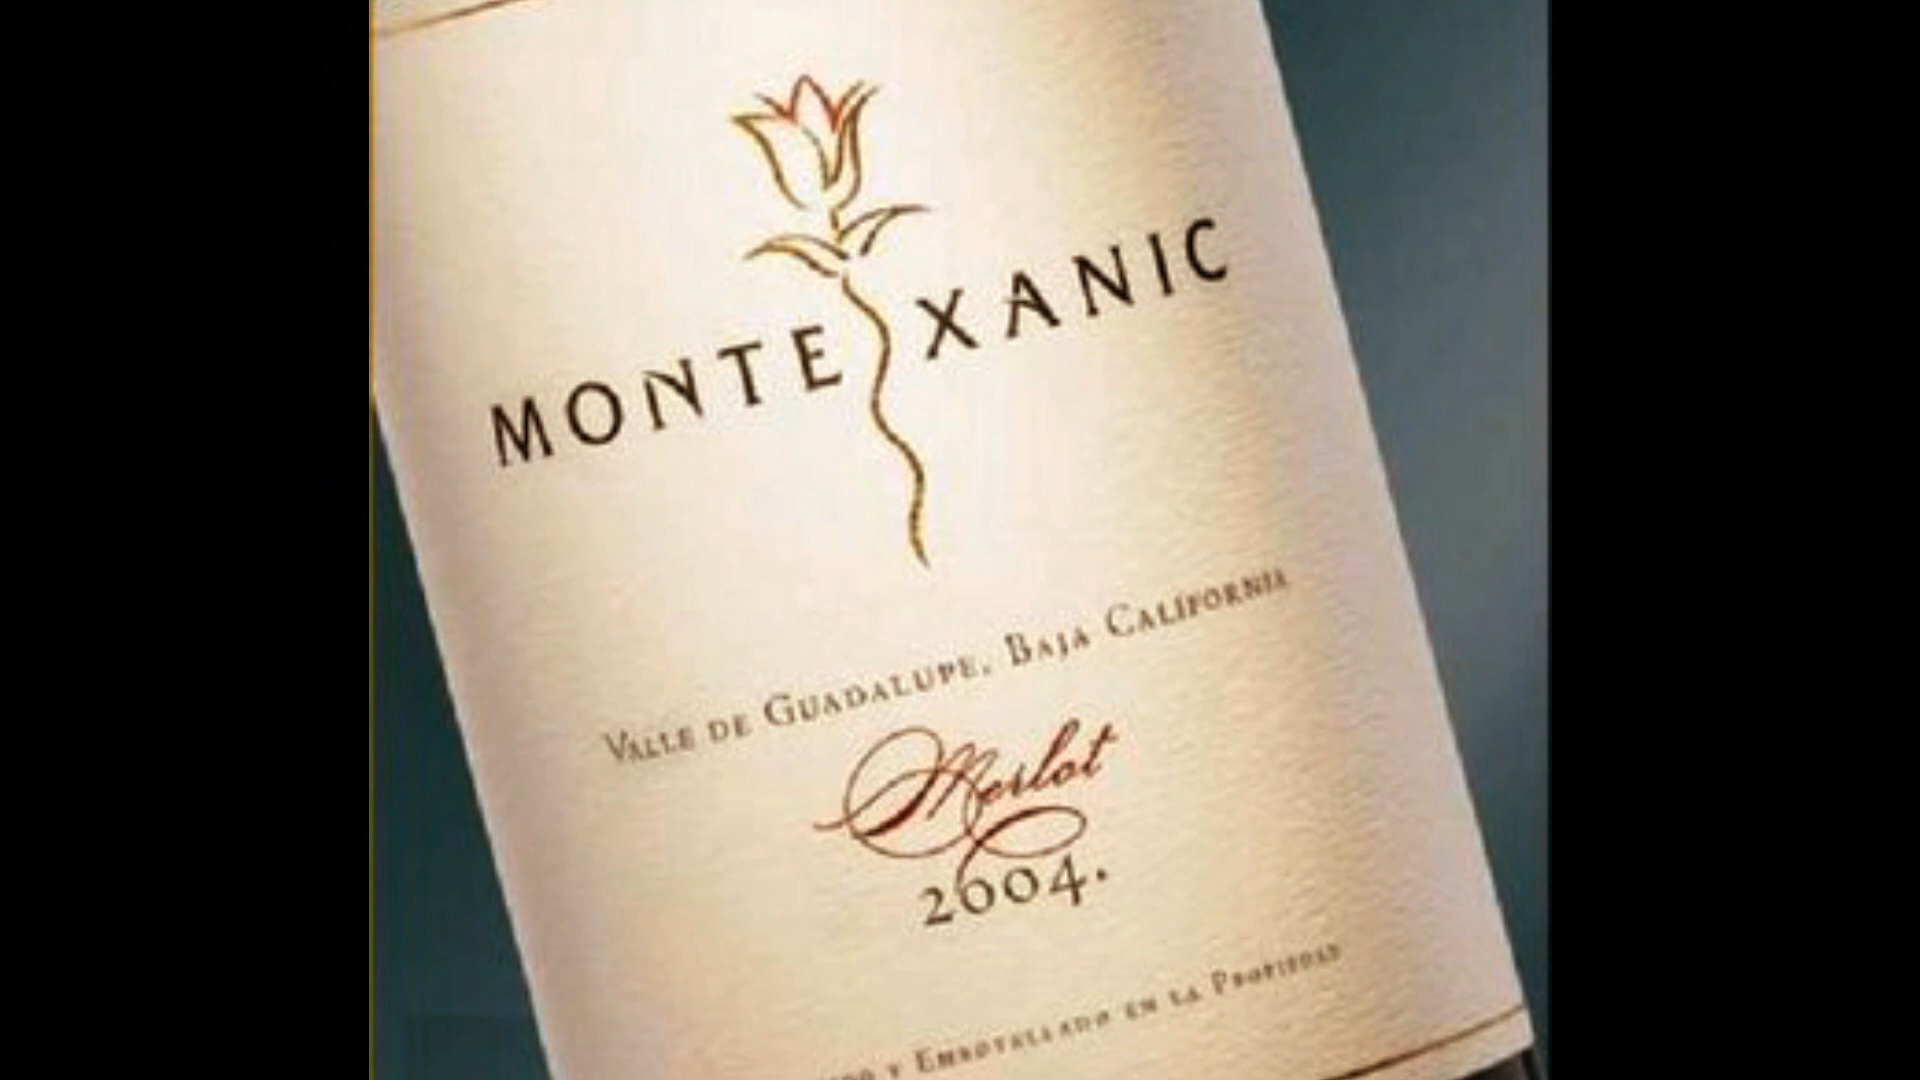 MONTE XANIC
VALLE DE GUADALUPE, BAJA CALIFORNIA
Merlot
2004.
Y EMBOTELLADO EN LA PROPIEDAD